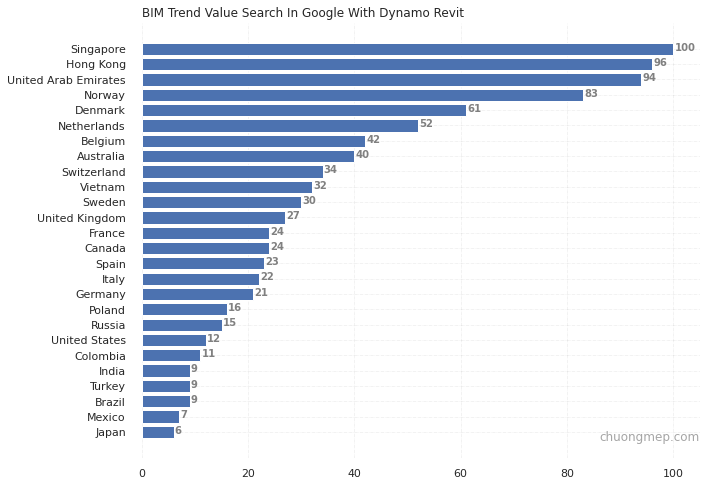 BIM Trend Value Search In Google With Dynamo Revit
Singapore 100
Hong Kong 96
United Arab Emirates 94
Norway 83
Denmark 61
Netherlands 52
Belgium 42
Australia 40
Switzerland 34
Vietnam 32
Sweden 30
United Kingdom 27
France 24
Canada 24
Spain 23
Italy 22
Germany 21
Poland 16
Russia 15
United States 12
Colombia 11
India 9
Turkey 9
Brazil 9
Mexico 7
Japan 6
chuongmep.com
0 20 40 60 80 100